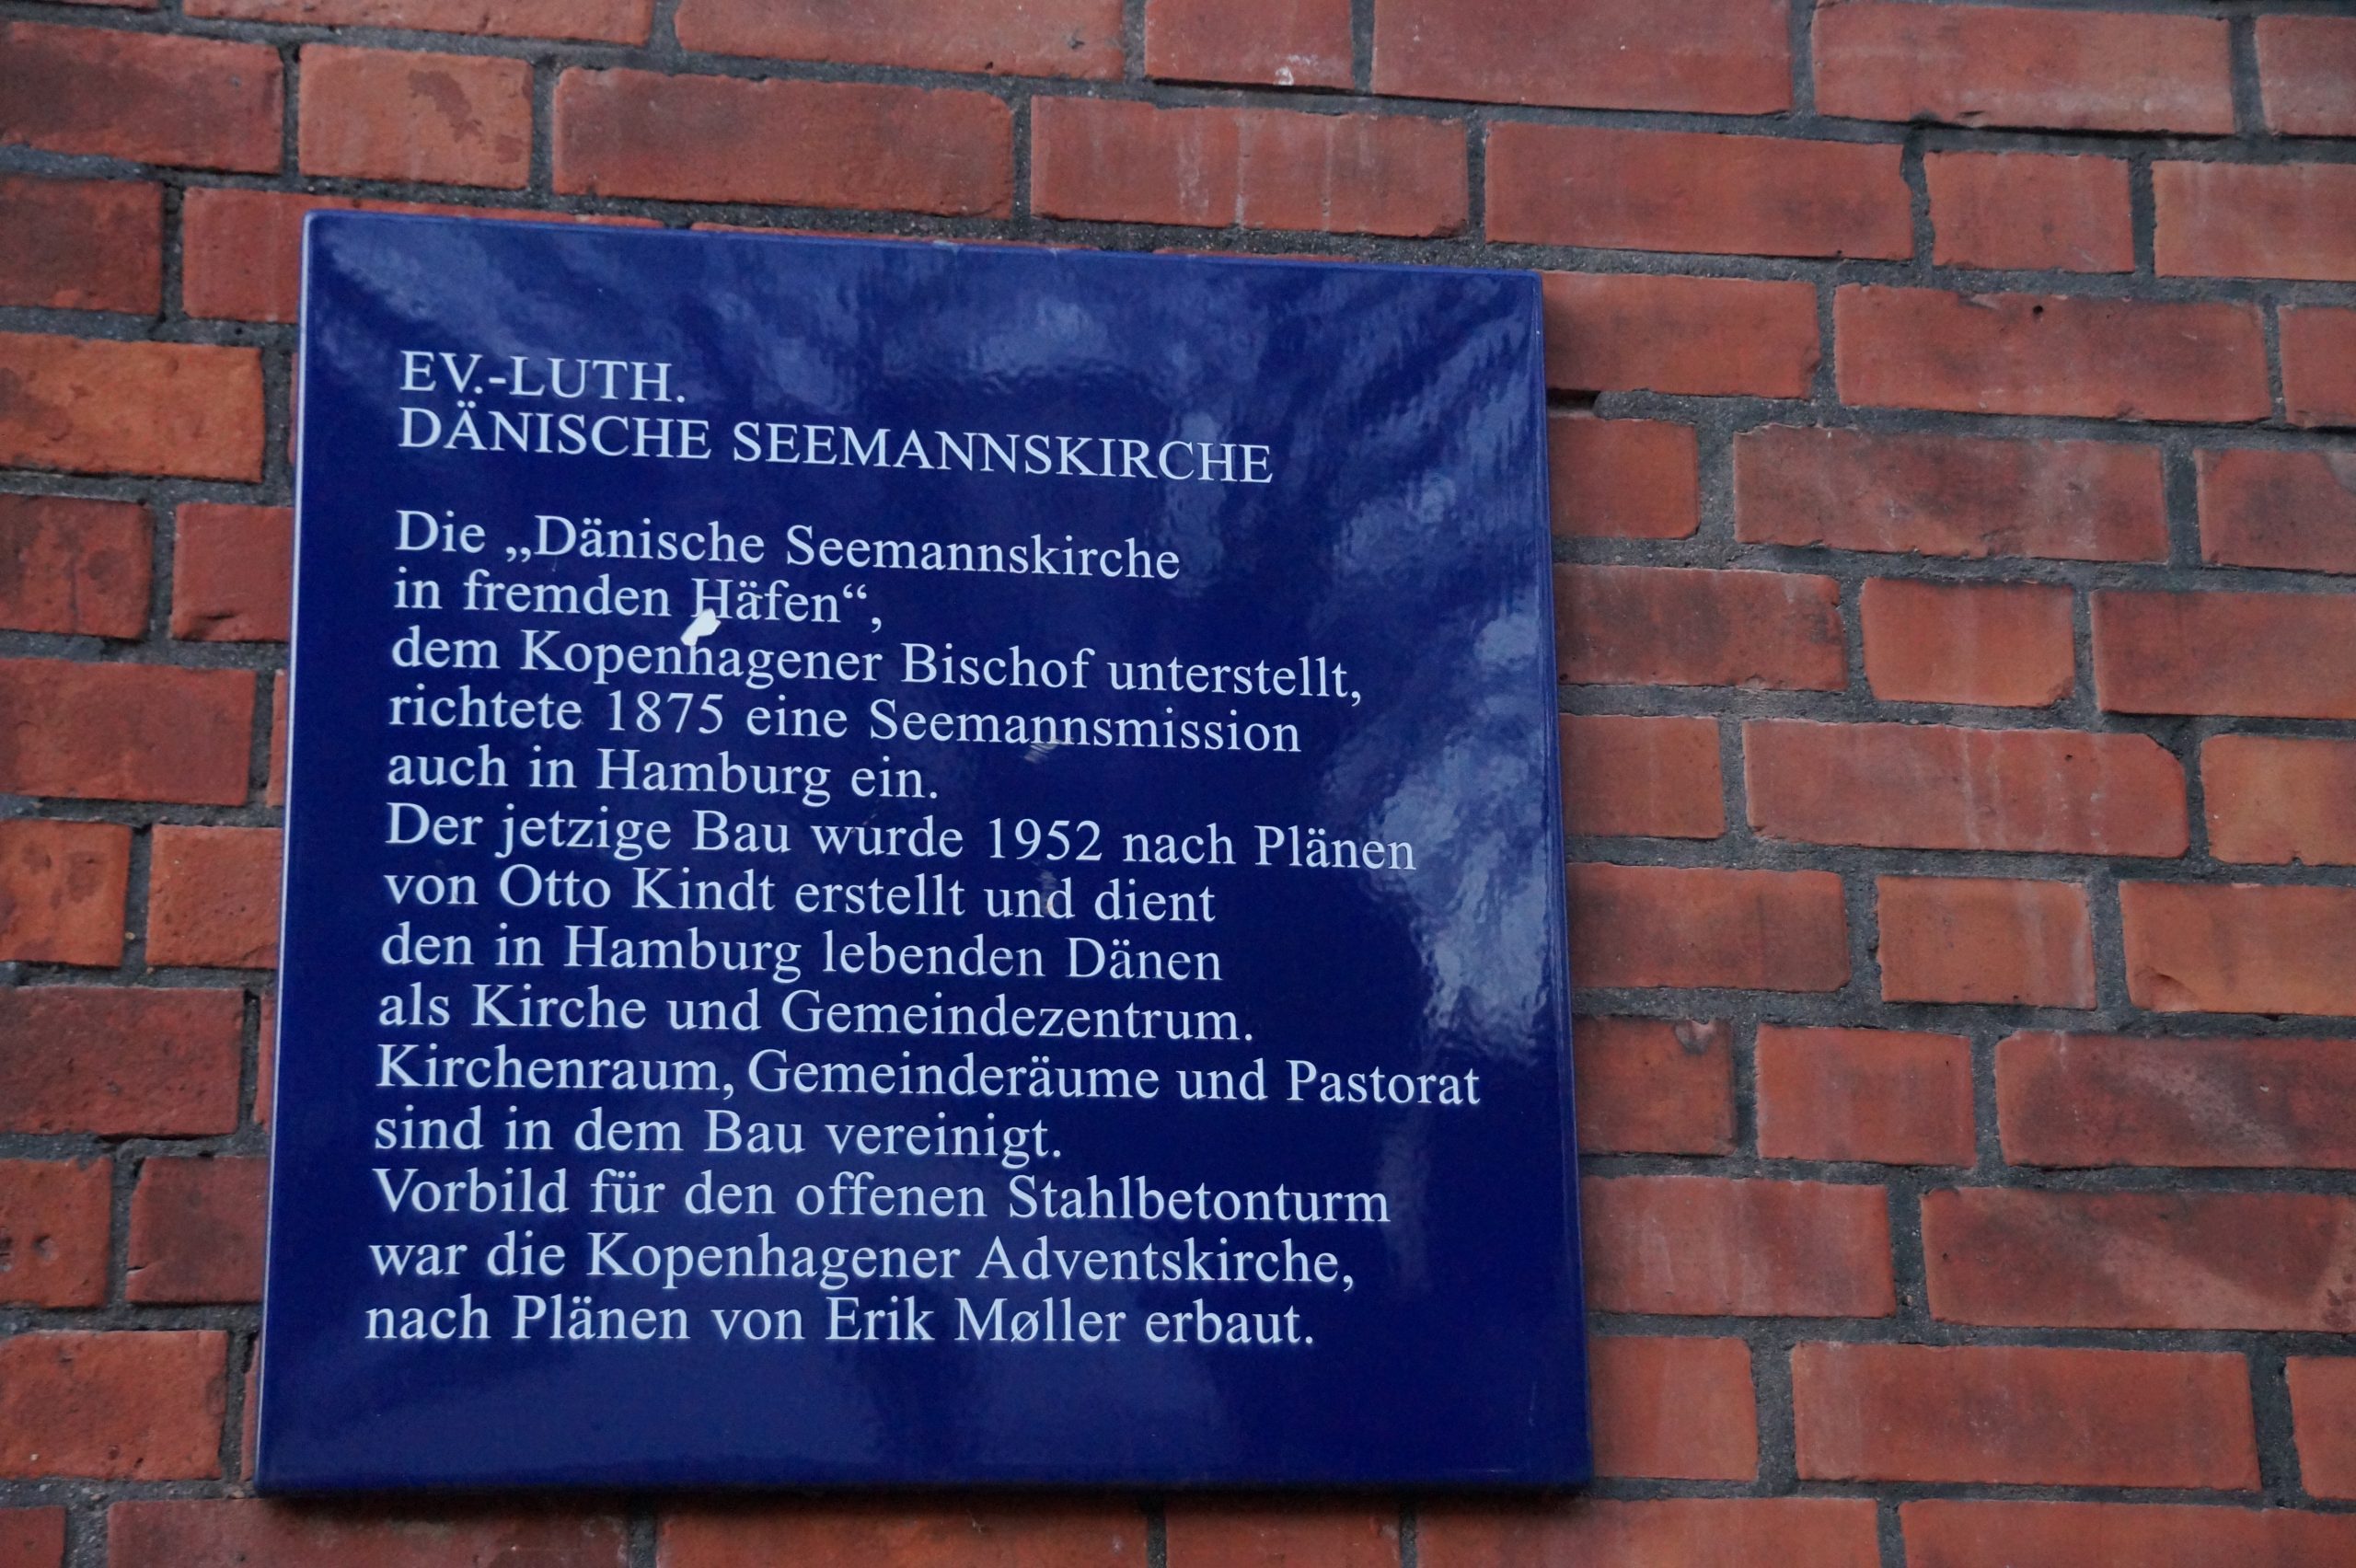 EV.-LUTH.
DÄNISCHE SEEMANNSKIRCHE
Die „Dänische Seemannskirche
in fremden Häfen“,
dem Kopenhagener Bischof unterstellt,
richtete 1875 eine Seemannsmission
auch in Hamburg ein.
Der jetzige Bau wurde 1952 nach Plänen
von Otto Kindt erstellt und dient
den in Hamburg lebenden Dänen
als Kirche und Gemeindezentrum.
Kirchenraum, Gemeinderäume und Pastorat
sind in dem Bau vereinigt.
Vorbild für den offenen Stahlbetonturm
war die Kopenhagener Adventskirche,
nach Plänen von Erik Møller erbaut.